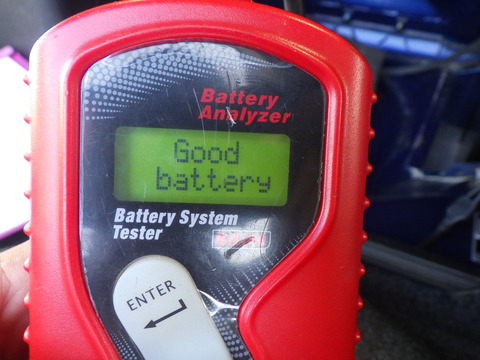 Battery
Analyzer
Good
battery
Battery System
Tester
ENTER